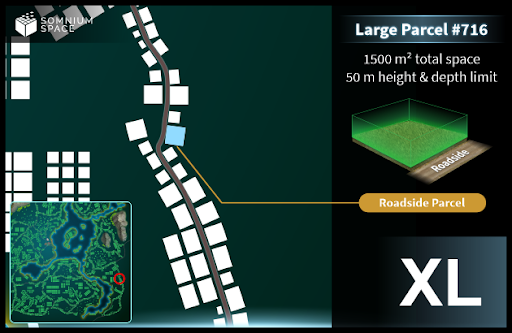 SOMNIUM
SPACE
Large Parcel #716
1500 m² total space
50 m height & depth limit
Roadside
Roadside Parcel
XL